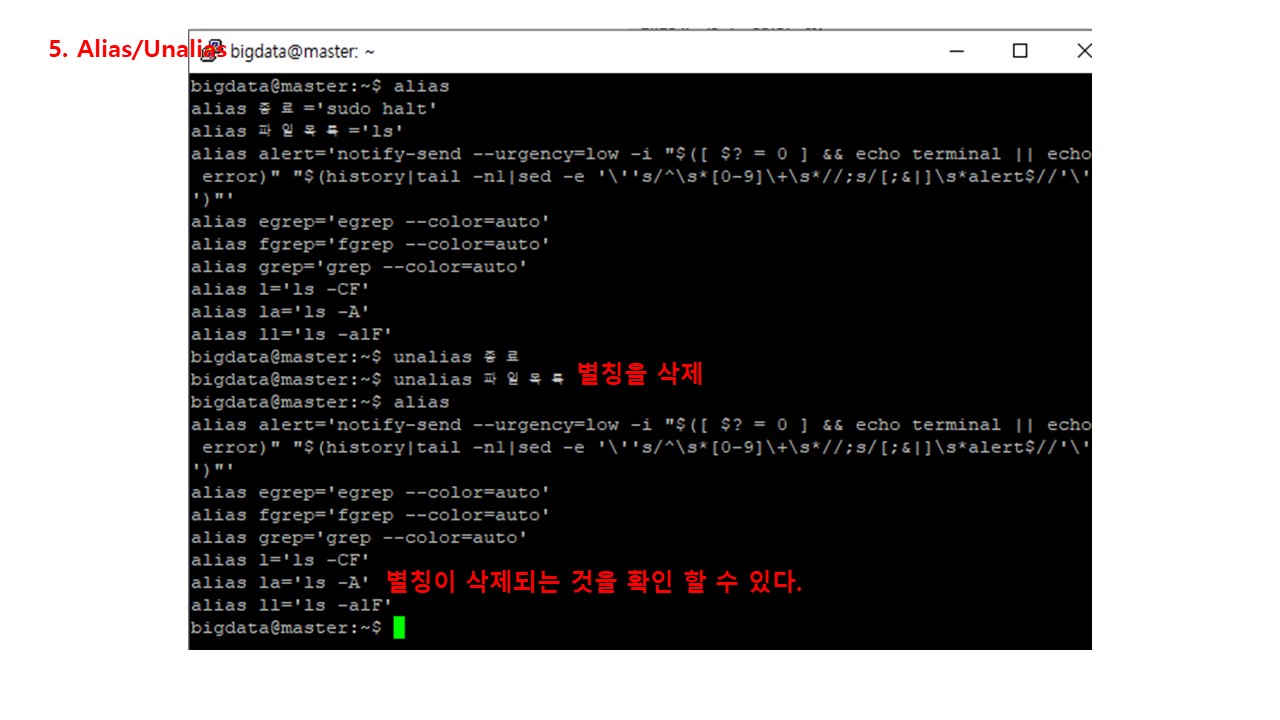 5. Alias/Unalias
bigdata@master: ~
bigdata@master:~$ alias
alias 종료='sudo halt'
alias 파일목록='ls'
alias alert='notify-send --urgency=low -i "$([ $? = 0 ] && echo terminal || echo
 error)" "$(history|tail -n1|sed -e '\''s/^\s*[0-9]\+\s*//;s/[;&|]\s*alert$//'\'
')"'
alias egrep='egrep --color=auto'
alias fgrep='fgrep --color=auto'
alias grep='grep --color=auto'
alias l='ls -CF'
alias la='ls -A'
alias ll='ls -alF'
bigdata@master:~$ unalias 종료
bigdata@master:~$ unalias 파일목록 별칭을 삭제
bigdata@master:~$ alias
alias alert='notify-send --urgency=low -i "$([ $? = 0 ] && echo terminal || echo
 error)" "$(history|tail -n1|sed -e '\''s/^\s*[0-9]\+\s*//;s/[;&|]\s*alert$//'\'
')"'
alias egrep='egrep --color=auto'
alias fgrep='fgrep --color=auto'
alias grep='grep --color=auto'
alias l='ls -CF'
alias la='ls -A' 별칭이 삭제되는 것을 확인 할 수 있다.
alias ll='ls -alF'
bigdata@master:~$